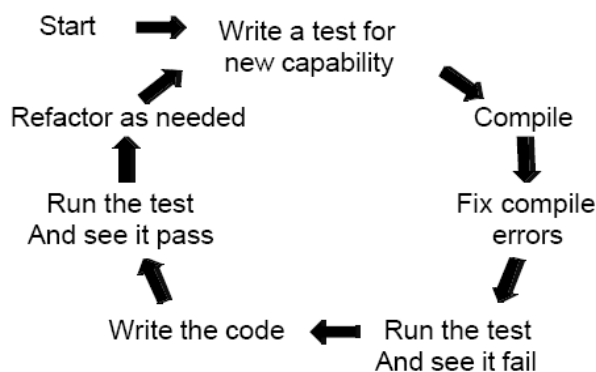 Start
Write a test for
new capability
Compile
Fix compile
errors
Run the test
And see it fail
Write the code
Run the test
And see it pass
Refactor as needed